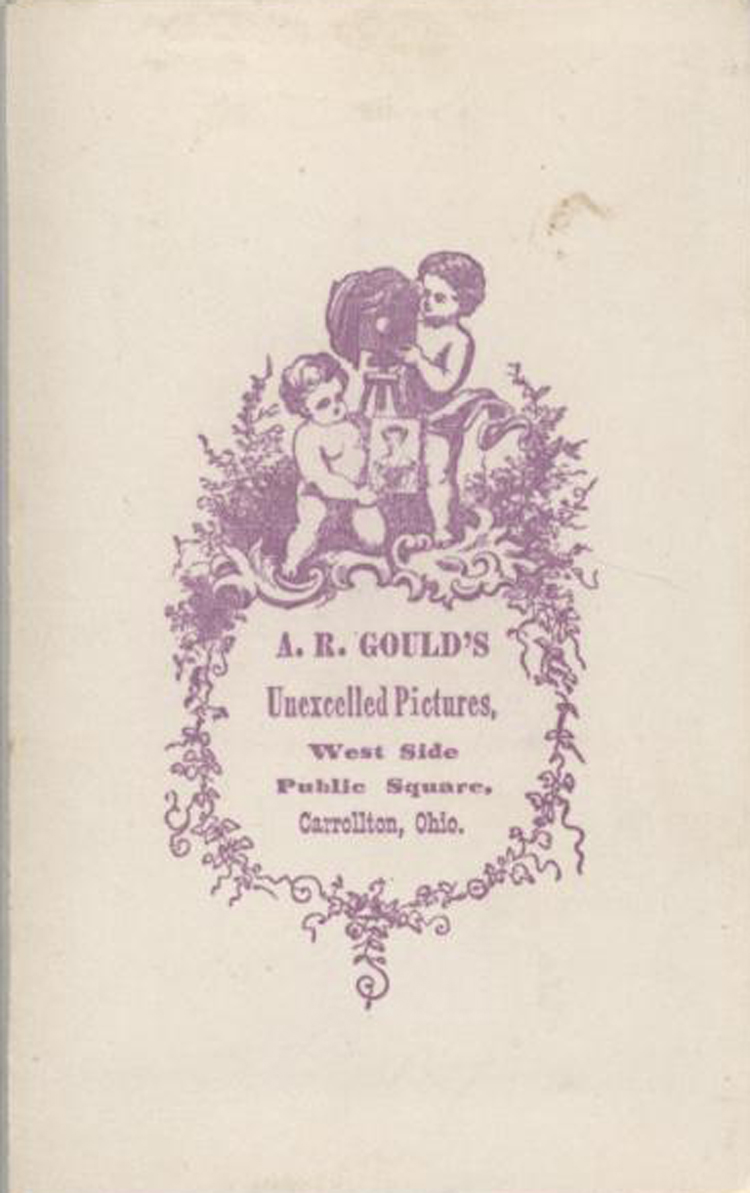 A. R. GOULD'S
Unexcelled Pictures,
West Side
Public Square,
Carrollton, Ohio.